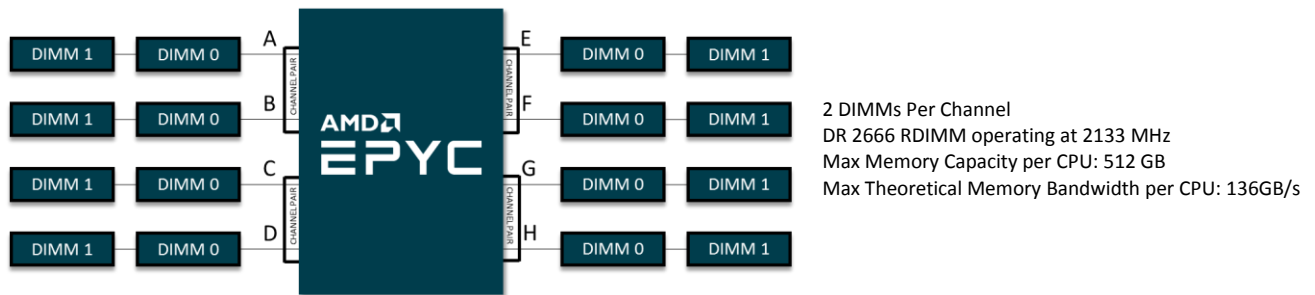 A
E
DIMM 1 DIMM 0 DIMM 0 DIMM 1
CHANNEL PAIR CHANNEL PAIR
B
F
DIMM 1 DIMM 0 DIMM 0 DIMM 1
AMD
EPYC
C
G
DIMM 1 DIMM 0 DIMM 0 DIMM 1
CHANNEL PAIR CHANNEL PAIR
D
H
DIMM 1 DIMM 0 DIMM 0 DIMM 1
2 DIMMs Per Channel
DR 2666 RDIMM operating at 2133 MHz
Max Memory Capacity per CPU: 512 GB
Max Theoretical Memory Bandwidth per CPU: 136GB/s